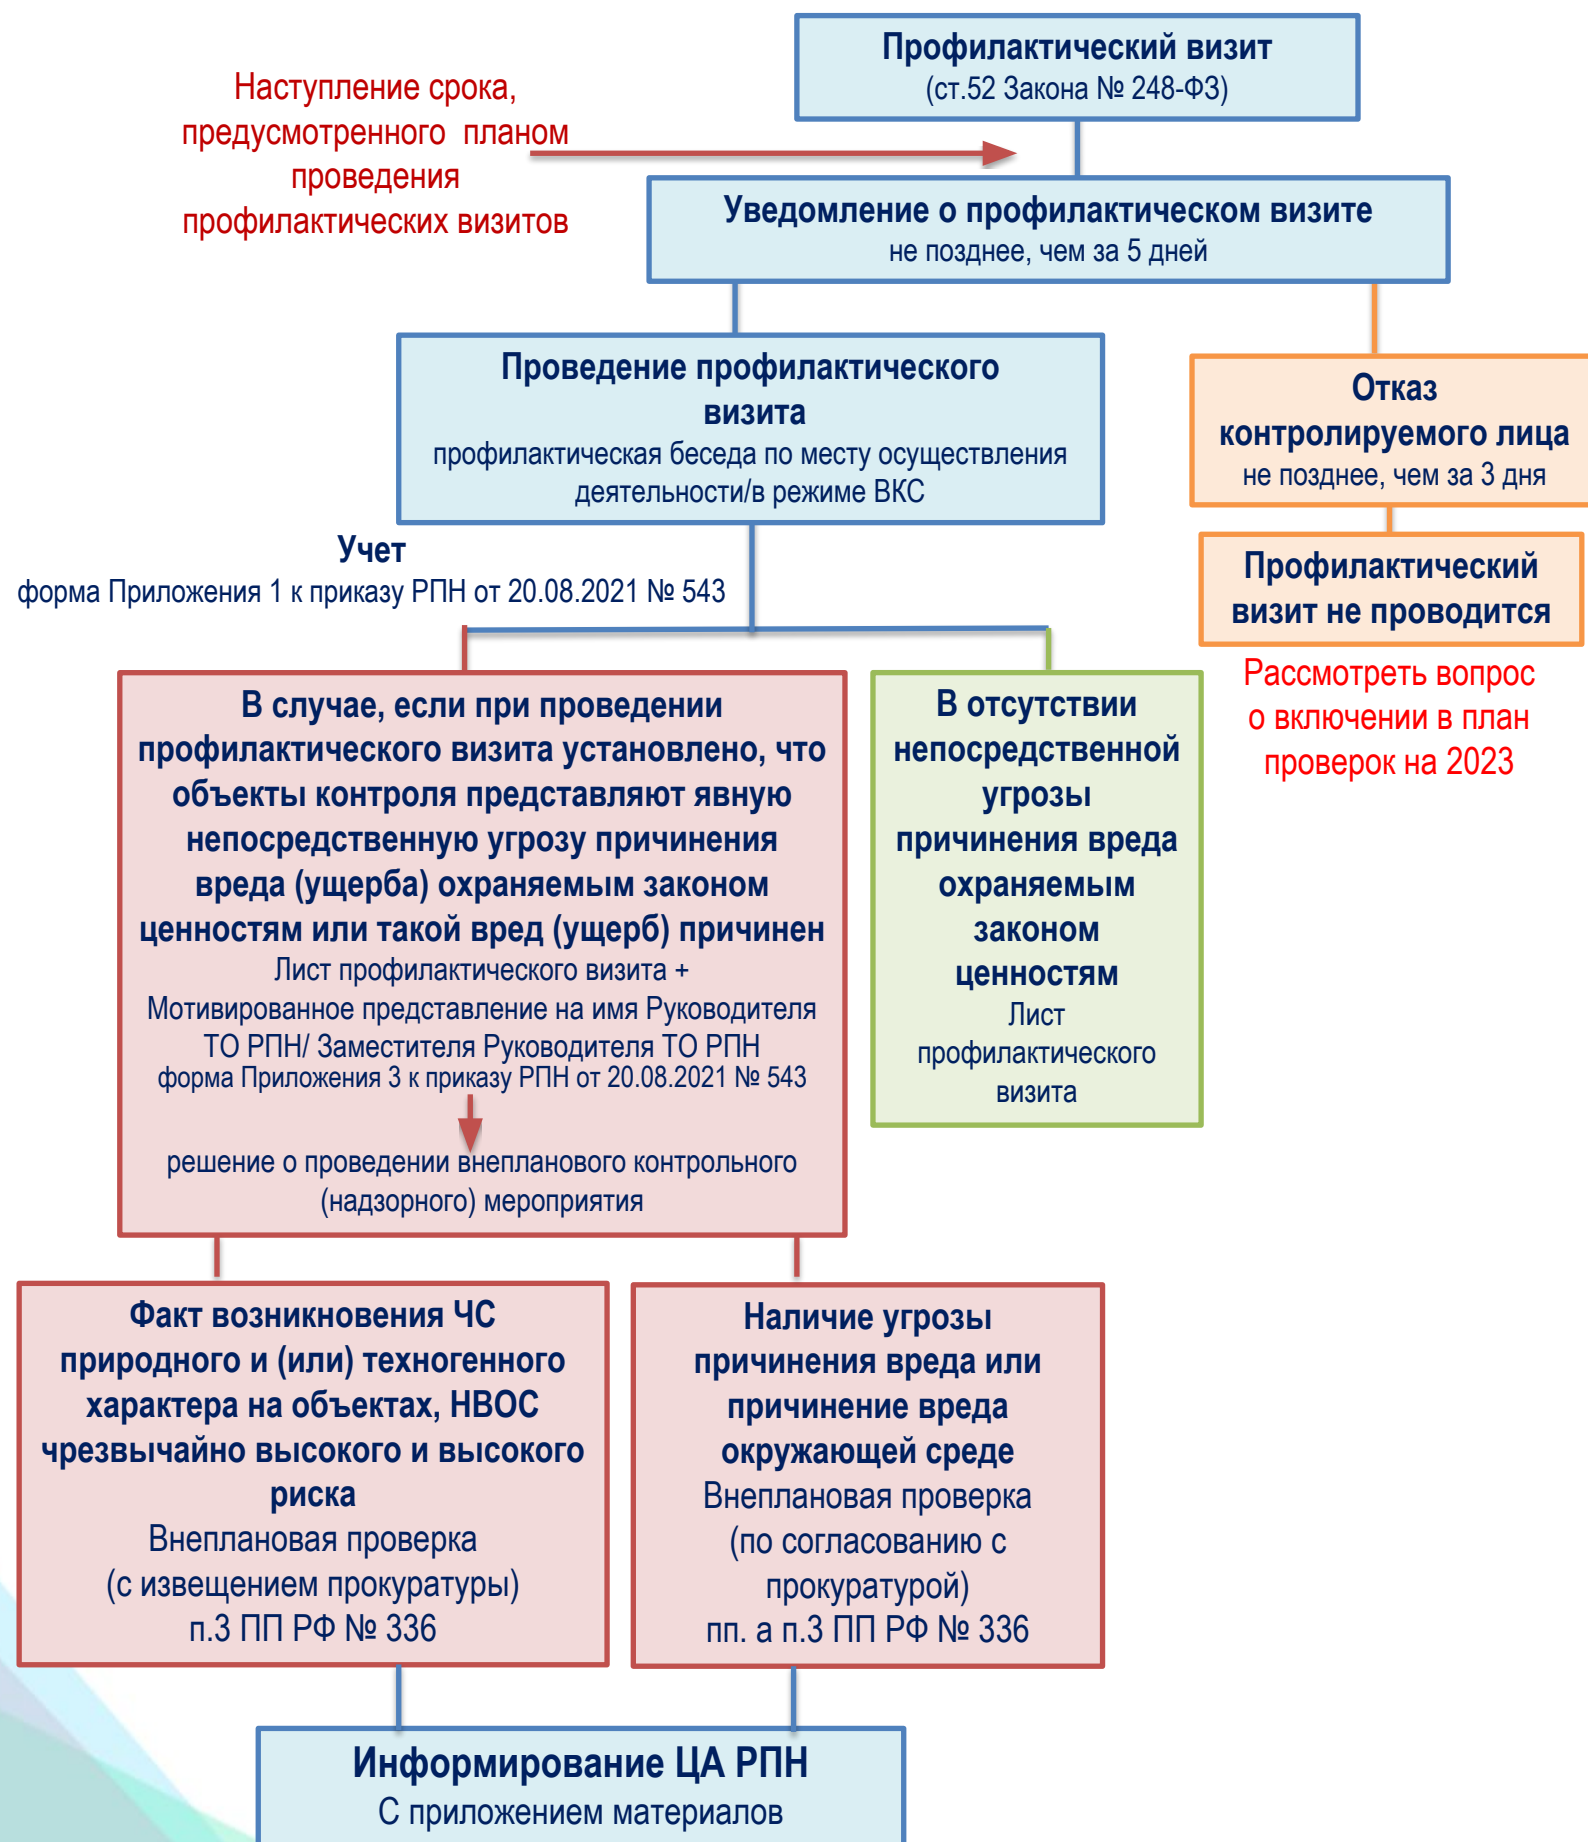 Профилактический визит
(ст.52 Закона № 248-ФЗ)
Наступление срока,
предусмотренного планом
проведения
профилактических визитов
Уведомление о профилактическом визите
не позднее, чем за 5 дней
Проведение профилактического
визита
профилактическая беседа по месту осуществления
деятельности/в режиме ВКС
Отказ
контролируемого лица
не позднее, чем за 3 дня
Учет
форма Приложения 1 к приказу РПН от 20.08.2021 № 543
Профилактический
визит не проводится
Рассмотреть вопрос
о включении в план
проверок на 2023
В случае, если при проведении
профилактического визита установлено, что
объекты контроля представляют явную
непосредственную угрозу причинения
вреда (ущерба) охраняемым законом
ценностям или такой вред (ущерб) причинен
Лист профилактического визита +
Мотивированное представление на имя Руководителя
ТО РПН/ Заместителя Руководителя ТО РПН
форма Приложения 3 к приказу РПН от 20.08.2021 № 543
решение о проведении внепланового контрольного
(надзорного) мероприятия
В отсутствии
непосредственной
угрозы
причинения вреда
охраняемым
законом
ценностям
Лист
профилактического
визита
Факт возникновения ЧС
природного и (или) техногенного
характера на объектах, НВОС
чрезвычайно высокого и высокого
риска
Внеплановая проверка
(с извещением прокуратуры)
п.3 ПП РФ № 336
Наличие угрозы
причинения вреда или
причинение вреда
окружающей среде
Внеплановая проверка
(по согласованию с
прокуратурой)
пп. а п.3 ПП РФ № 336
Информирование ЦА РПН
С приложением материалов